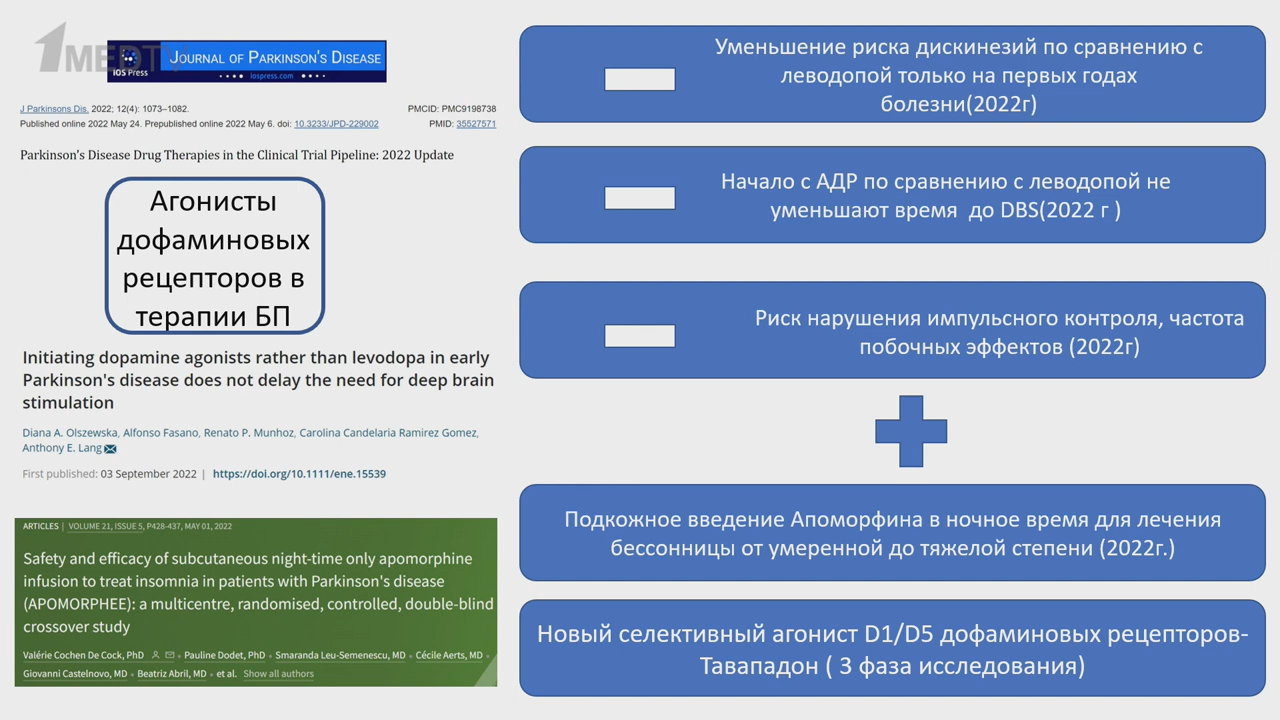 1MEDTV
IOS Press
JOURNAL OF PARKINSON'S DISEASE
iospress.com
J Parkinsons Dis. 2022; 12(4): 1073–1082.
PMCID: PMC9198738
Published online 2022 May 24. Prepublished online 2022 May 6. doi: 10.3233/JPD-229002
PMID: 35527571
Parkinson's Disease Drug Therapies in the Clinical Trial Pipeline: 2022 Update
Агонисты
дофаминовых
рецепторов в
терапии БП
Initiating dopamine agonists rather than levodopa in early
Parkinson's disease does not delay the need for deep brain
stimulation
Diana A. Olszewska, Alfonso Fasano, Renato P. Munhoz, Carolina Candelaria Ramirez Gomez,
Anthony E. Lang
First published: 03 September 2022 | https://doi.org/10.1111/ene.15539
ARTICLES | VOLUME 21, ISSUE 5, P428-437, MAY 01, 2022
Safety and efficacy of subcutaneous night-time only apomorphine
infusion to treat insomnia in patients with Parkinson's disease
(APOMORPHEE): a multicentre, randomised, controlled, double-blind
crossover study
Valérie Cochen De Cock, PhD • Pauline Dodet, PhD • Smaranda Leu-Semenescu, MD • Cécile Aerts, MD •
Giovanni Castelnovo, MD • Beatriz Abril, MD • et al. Show all authors
Уменьшение риска дискинезий по сравнению с
леводопой только на первых годах
болезни(2022г)
Начало с АДР по сравнению с леводопой не
уменьшают время до DBS(2022 г )
Риск нарушения импульсного контроля, частота
побочных эффектов (2022г)
Подкожное введение Апоморфина в ночное время для лечения
бессонницы от умеренной до тяжелой степени (2022г.)
Новый селективный агонист D1/D5 дофаминовых рецепторов-
Тавападон ( 3 фаза исследования)